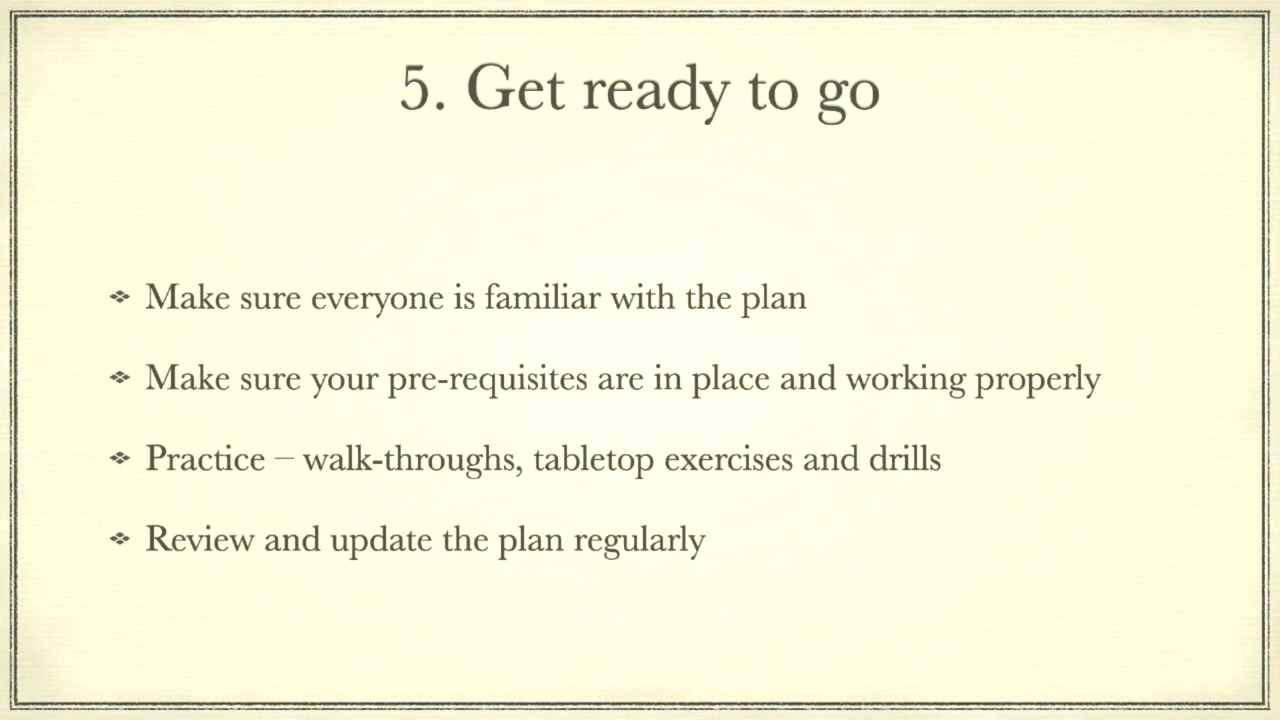 5. Get ready to go
Make sure everyone is familiar with the plan
Make sure your pre-requisites are in place and working properly
Practice – walk-throughs, tabletop exercises and drills
Review and update the plan regularly